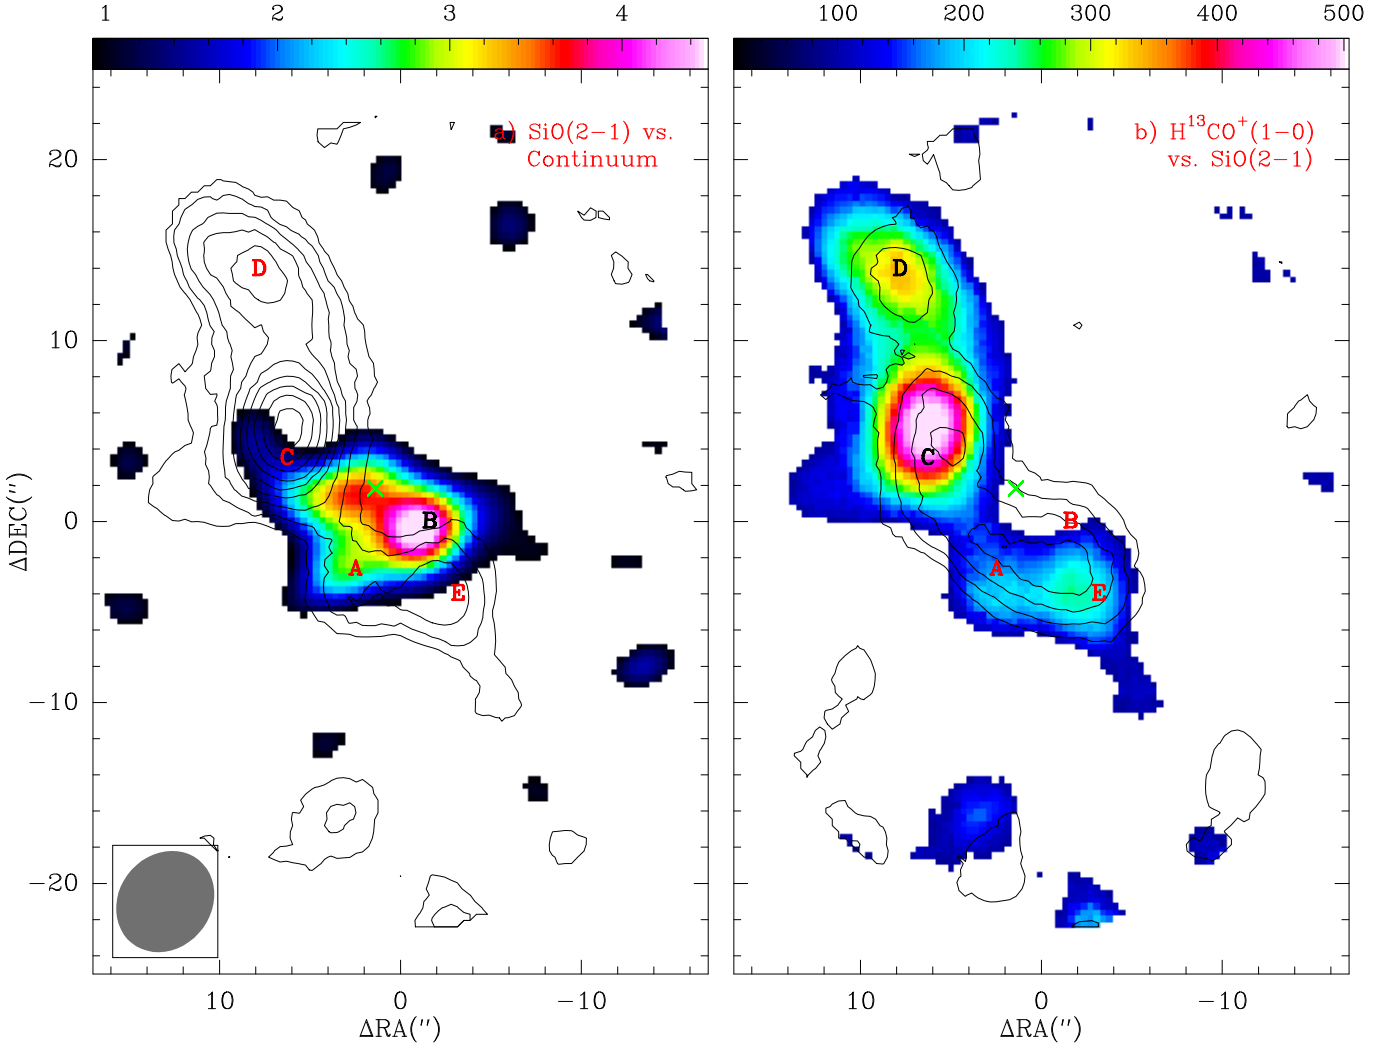 1 2 3 4
100 200 300 400 500
a) SiO(2−1) vs.
Continuum
b) H13CO+(1−0)
vs. SiO(2−1)
20
10
0
−10
−20
ΔDEC(″)
D
C
B
A
E
D
C
B
A
E
10 0 −10
10 0 −10
ΔRA(″)
ΔRA(″)